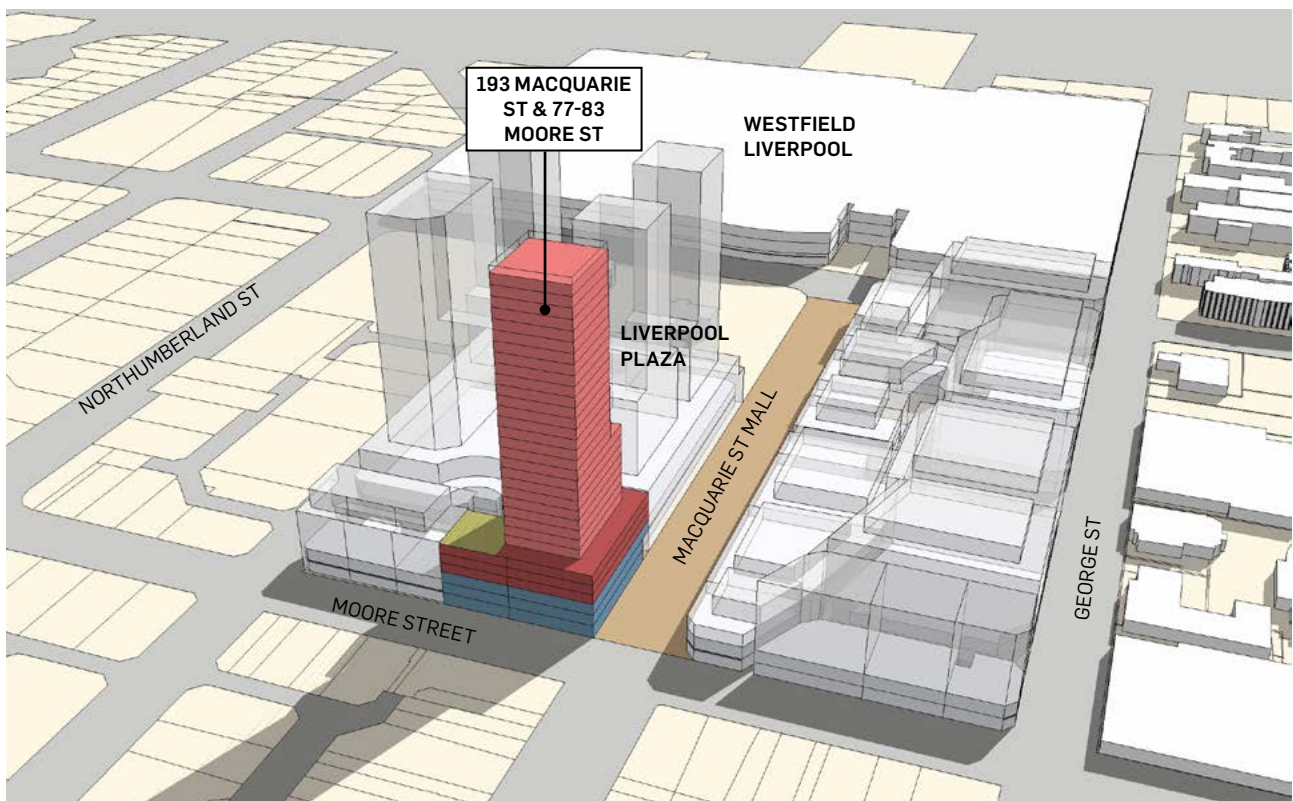 193 MACQUARIE
ST & 77-83
MOORE ST
WESTFIELD
LIVERPOOL
NORTHUMBERLAND ST
LIVERPOOL
PLAZA
MACQUARIE ST MALL
GEORGE ST
MOORE STREET